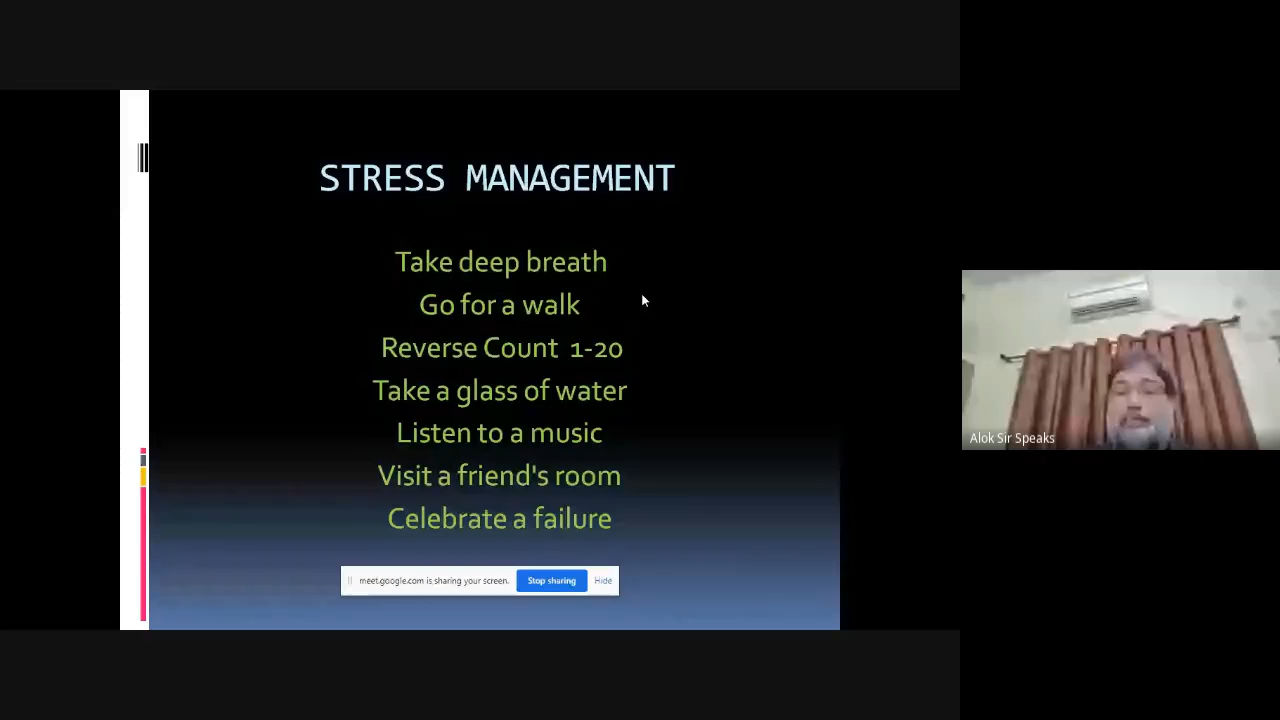 STRESS MANAGEMENT
Take deep breath
Go for a walk
Reverse Count 1-20
Take a glass of water
Listen to a music
Visit a friend's room
Celebrate a failure
meet.google.com is sharing your screen. Stop sharing Hide
Alok Sir Speaks